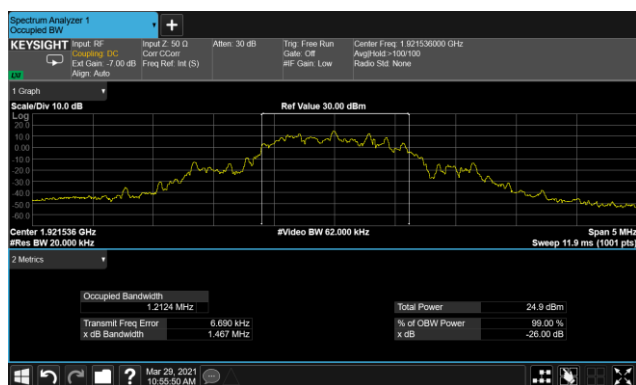 Spectrum Analyzer 1
Occupied BW
+
KEYSIGHT Input: RF Input Z: 50 Ω Atten: 30 dB Trig: Free Run Center Freq: 1.921536000 GHz
Coupling: DC Corr CCorr Gate: Off Avg|Hold:>100/100
Ext Gain: -7.00 dB Freq Ref: Int (S) #IF Gain: Low Radio Std: None
Align: Auto
1 Graph
Scale/Div 10.0 dB Ref Value 30.00 dBm
Log
20.0
10.0
0.00
-10.0
-20.0
-30.0
-40.0
-50.0
-60.0
Center 1.921536 GHz #Video BW 62.000 kHz Span 5 MHz
#Res BW 20.000 kHz Sweep 11.9 ms (1001 pts)
2 Metrics
Occupied Bandwidth
1.2124 MHz Total Power 24.9 dBm
Transmit Freq Error 6.690 kHz % of OBW Power 99.00 %
x dB Bandwidth 1.467 MHz x dB -26.00 dB
? Mar 29, 2021
10:55:50 AM